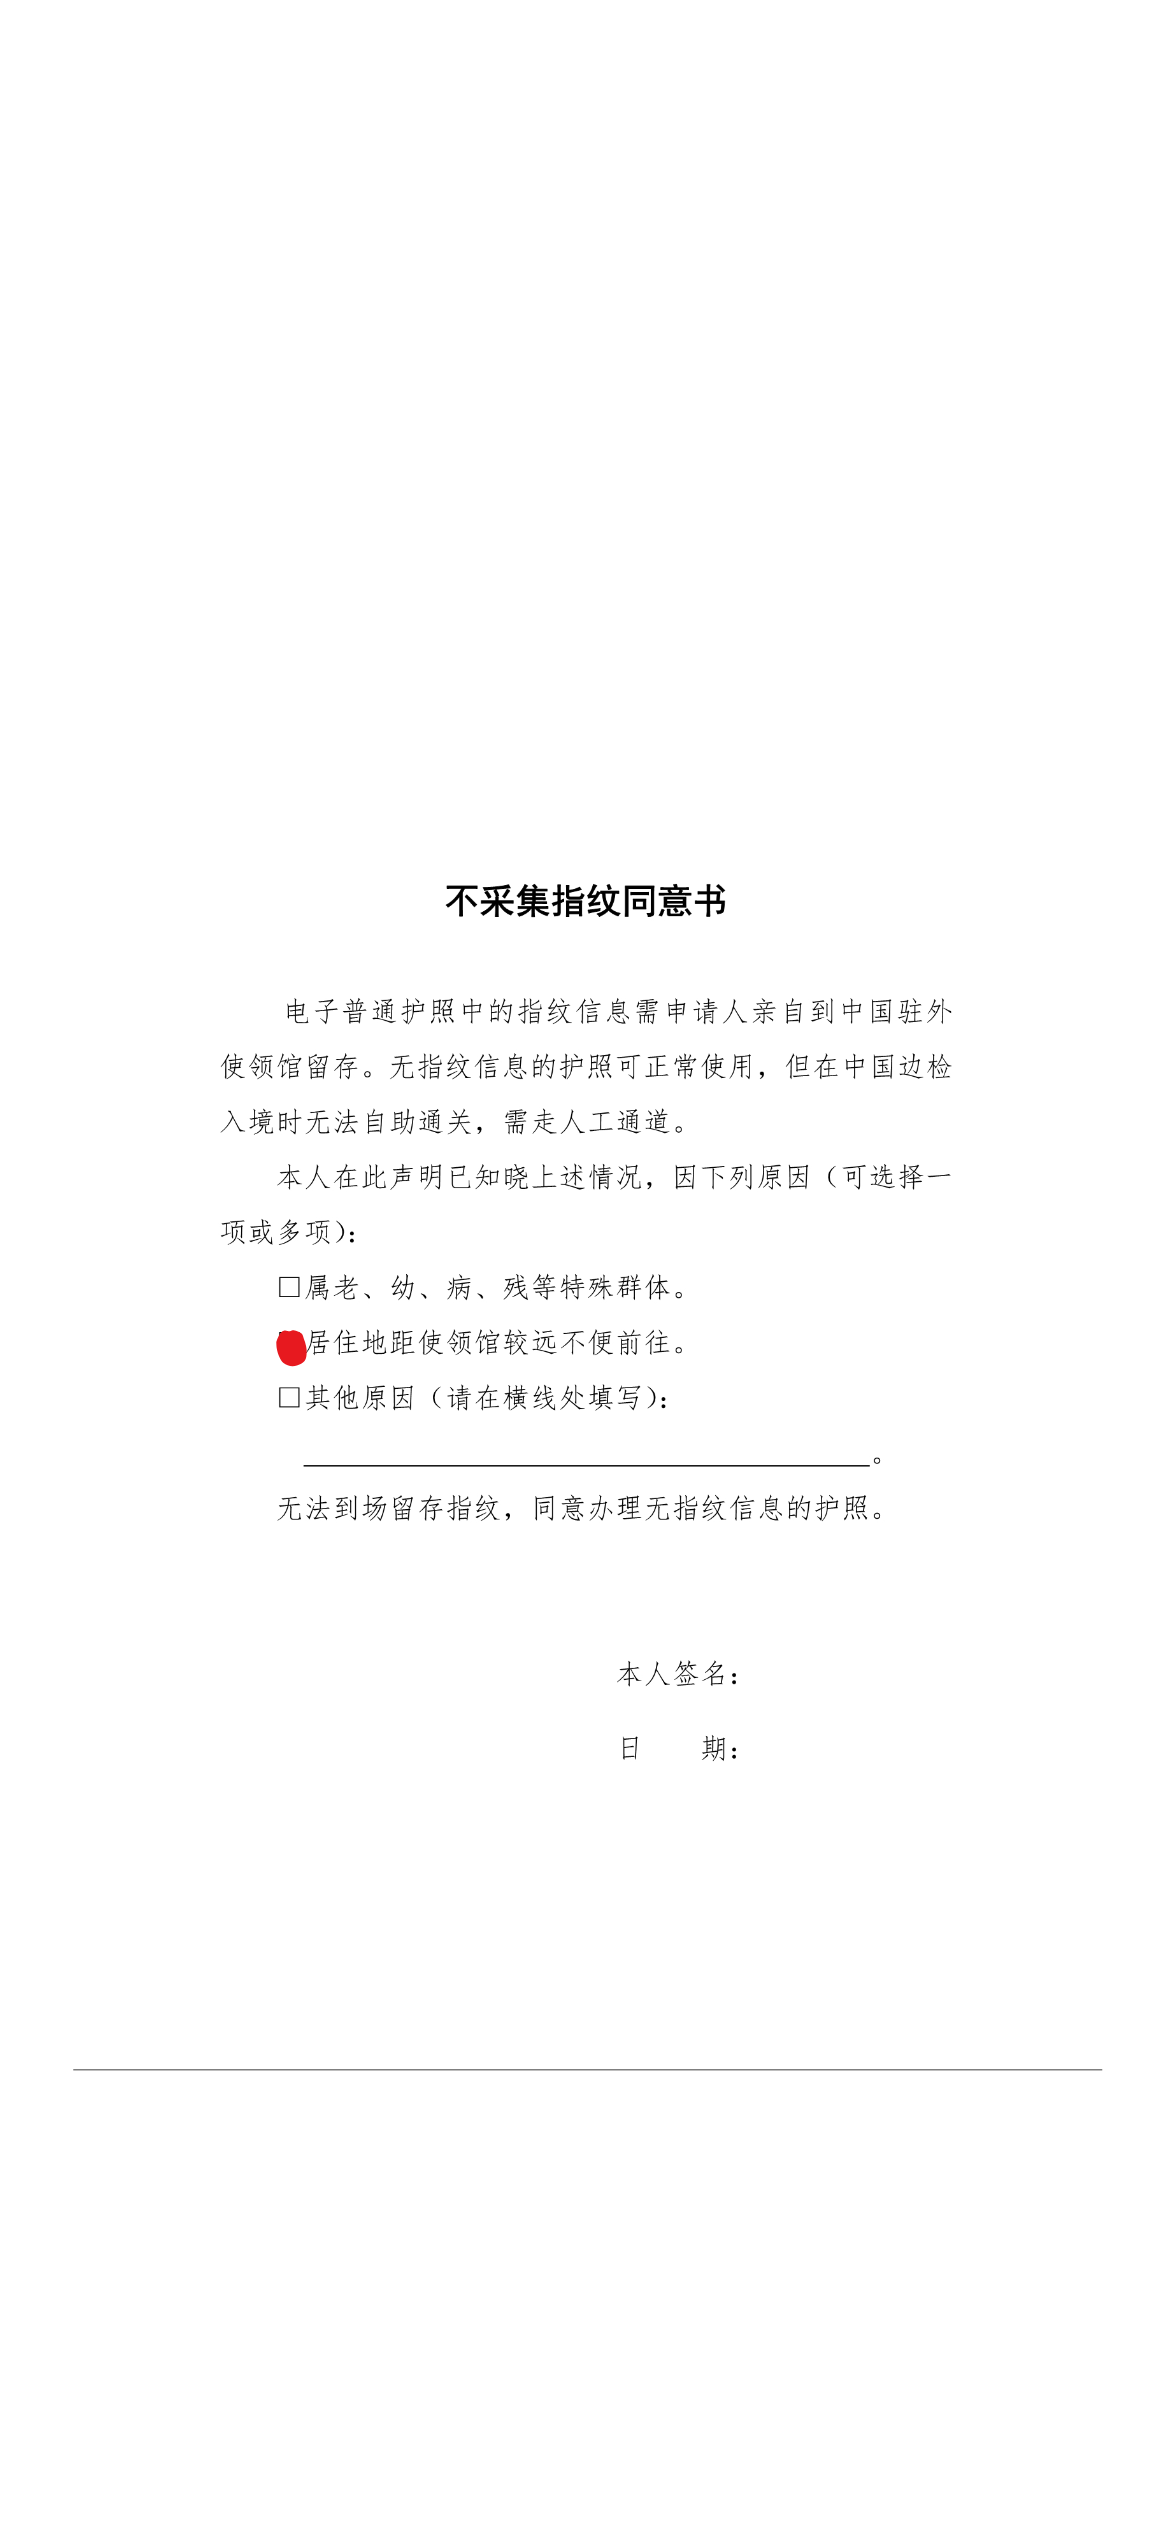 不采集指纹同意书
电子普通护照中的指纹信息需申请人亲自到中国驻外
使领馆留存。无指纹信息的护照可正常使用，但在中国边检
入境时无法自助通关，需走人工通道。
本人在此声明已知晓上述情况，因下列原因（可选择一
项或多项）：
□属老、幼、病、残等特殊群体。
居住地距使领馆较远不便前往。
□其他原因（请在横线处填写）：
。
无法到场留存指纹，同意办理无指纹信息的护照。
本人签名：
日　　期：